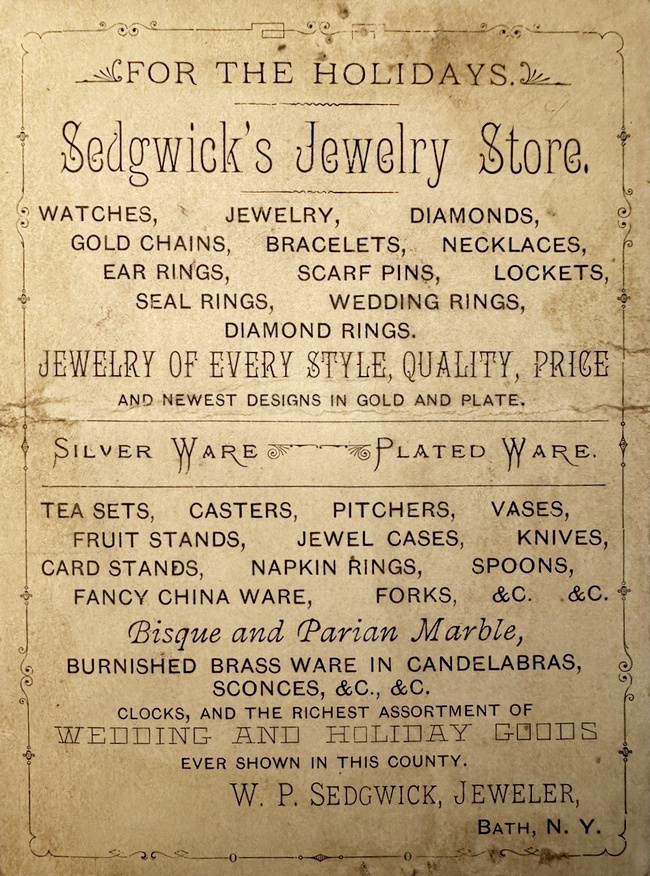 FOR THE HOLIDAYS.
Sedgwick's Jewelry Store.
WATCHES, JEWELRY, DIAMONDS,
GOLD CHAINS, BRACELETS, NECKLACES,
EAR RINGS, SCARF PINS, LOCKETS,
SEAL RINGS, WEDDING RINGS,
DIAMOND RINGS.
JEWELRY OF EVERY STYLE, QUALITY, PRICE
AND NEWEST DESIGNS IN GOLD AND PLATE.
SILVER WARE PLATED WARE.
TEA SETS, CASTERS, PITCHERS, VASES,
FRUIT STANDS, JEWEL CASES, KNIVES,
CARD STANDS, NAPKIN RINGS, SPOONS,
FANCY CHINA WARE, FORKS, &C. &C.
Bisque and Parian Marble,
BURNISHED BRASS WARE IN CANDELABRAS,
SCONCES, &C., &C.
CLOCKS, AND THE RICHEST ASSORTMENT OF
WEDDING AND HOLIDAY GOODS
EVER SHOWN IN THIS COUNTY.
W. P. SEDGWICK, JEWELER,
BATH, N. Y.